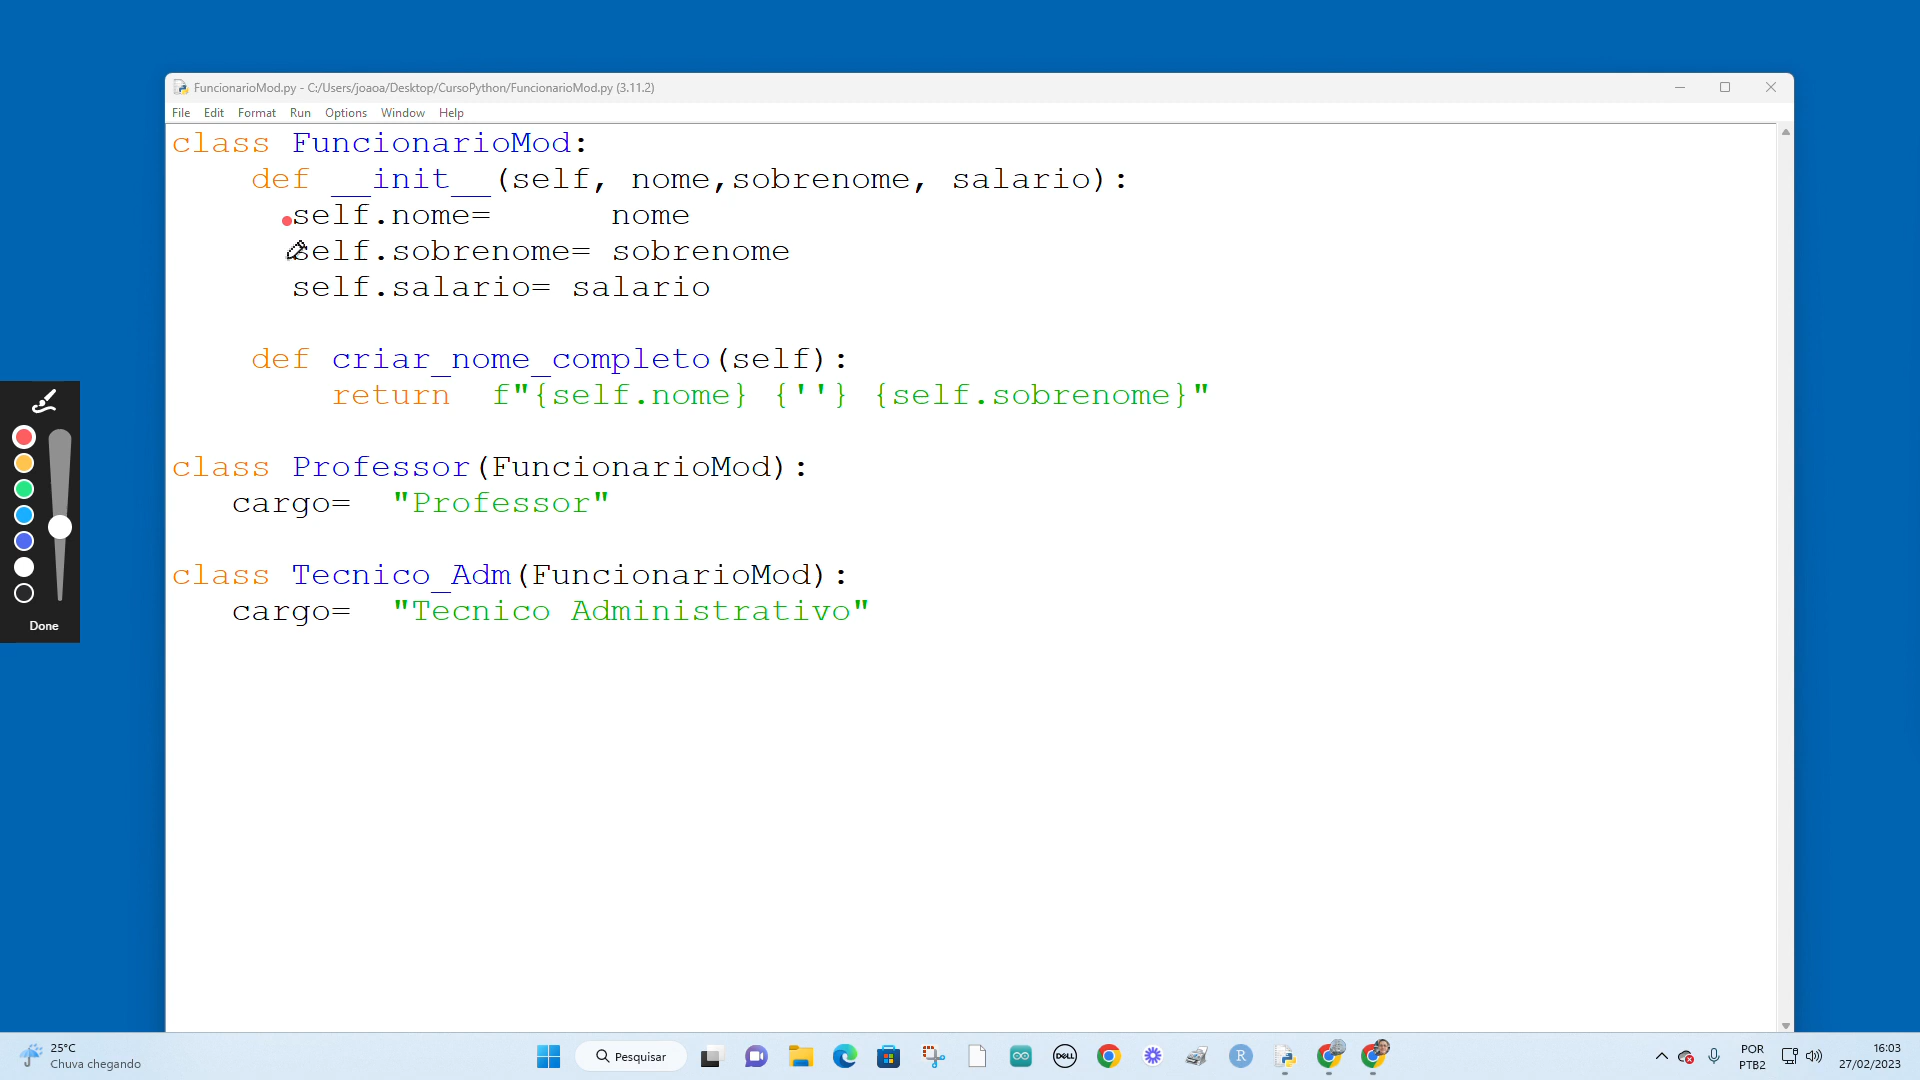 FuncionarioMod.py - C:/Users/joaoa/Desktop/CursoPython/FuncionarioMod.py (3.11.2)
File Edit Format Run Options Window Help
class FuncionarioMod:
def __init__(self, nome,sobrenome, salario):
self.nome= nome
self.sobrenome= sobrenome
self.salario= salario
def criar_nome_completo(self):
return f"{self.nome} {''} {self.sobrenome}"
class Professor(FuncionarioMod):
cargo= "Professor"
class Tecnico_Adm(FuncionarioMod):
cargo= "Tecnico Administrativo"
Done
25°C
Chuva chegando
Pesquisar
DELL
R
POR
PTB2
16:03
27/02/2023